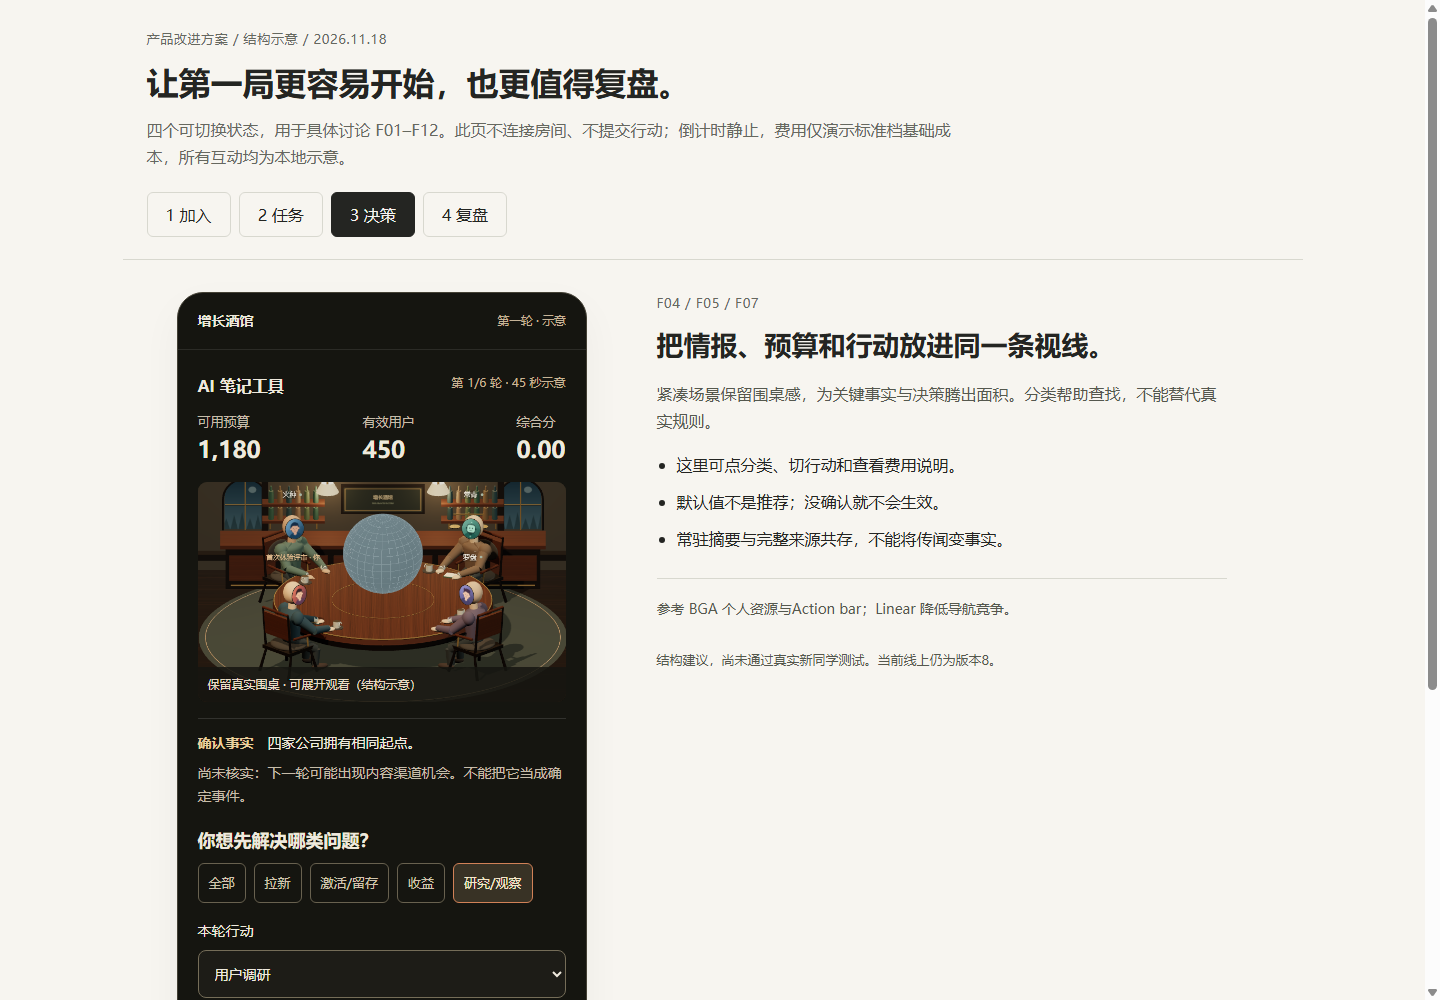 产品改进方案 / 结构示意 / 2026.11.18
让第一局更容易开始，也更值得复盘。
四个可切换状态，用于具体讨论 F01–F12。此页不连接房间、不提交行动；倒计时静止，费用仅演示标准档基础成
本，所有互动均为本地示意。
1 加入
2 任务
3 决策
4 复盘
增长酒馆
第一轮 · 示意
AI 笔记工具
第 1/6 轮 · 45 秒示意
可用预算
有效用户
综合分
1,180
450
0.00
保留真实围桌 · 可展开观看（结构示意）
确认事实 四家公司拥有相同起点。
尚未核实：下一轮可能出现内容渠道机会。不能把它当成确
定事件。
你想先解决哪类问题？
全部
拉新
激活/留存
收益
研究/观察
本轮行动
用户调研
F04 / F05 / F07
把情报、预算和行动放进同一条视线。
紧凑场景保留围桌感，为关键事实与决策腾出面积。分类帮助查找，不能替代真
实规则。
这里可点分类、切行动和查看费用说明。
默认值不是推荐；没确认就不会生效。
常驻摘要与完整来源共存，不能将传闻变事实。
参考 BGA 个人资源与Action bar；Linear 降低导航竞争。
结构建议，尚未通过真实新同学测试。当前线上仍为版本8。